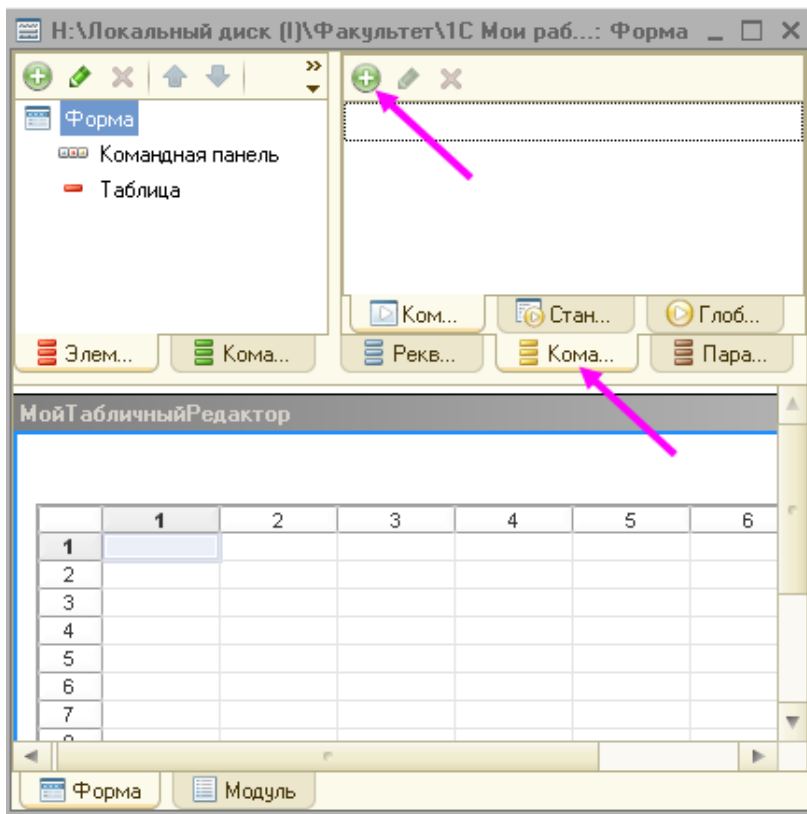 H:\Локальный диск (I)\Факультет\1С Мои раб...: Форма
Форма
Командная панель
Таблица
Элем...
Кома...
Ком...
Стан...
Глоб...
Рекв...
Кома...
Пара...
МойТабличныйРедактор
1 2 3 4 5 6
1
2
3
4
5
6
7
Форма
Модуль